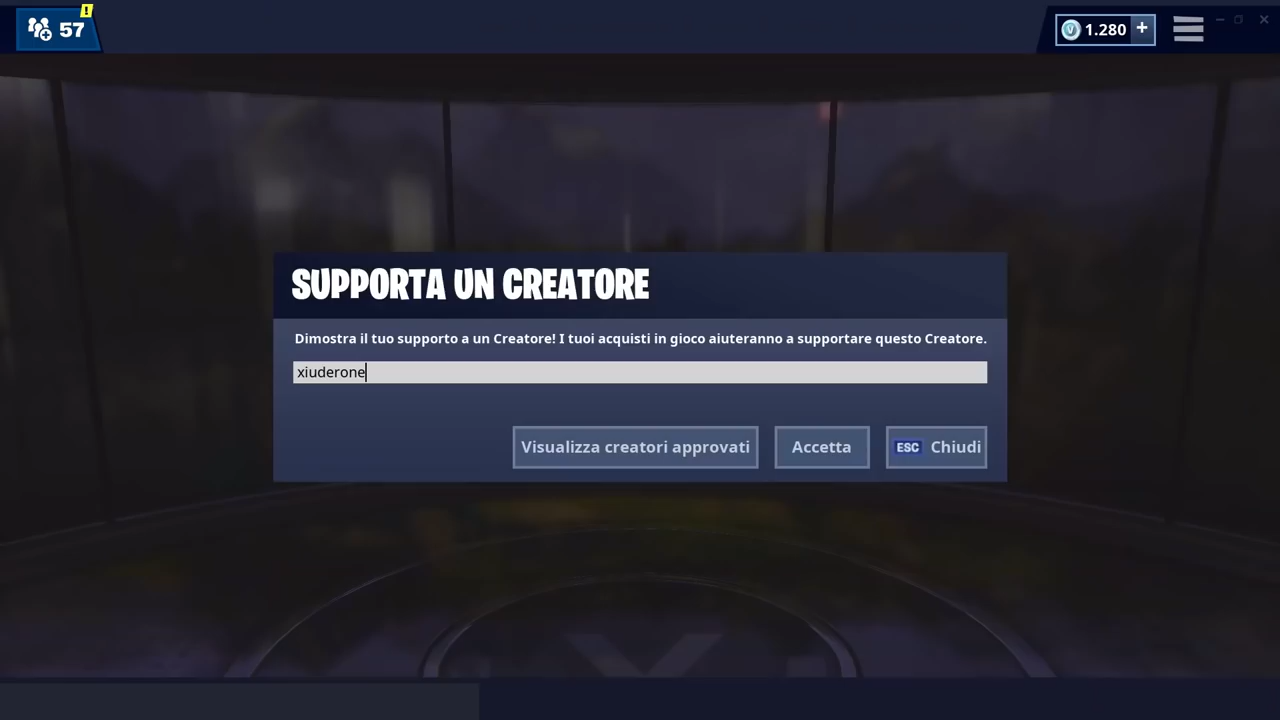 57
!
1.280 +
SUPPORTA UN CREATORE
Dimostra il tuo supporto a un Creatore! I tuoi acquisti in gioco aiuteranno a supportare questo Creatore.
xiuderone
Visualizza creatori approvati
Accetta
ESC Chiudi